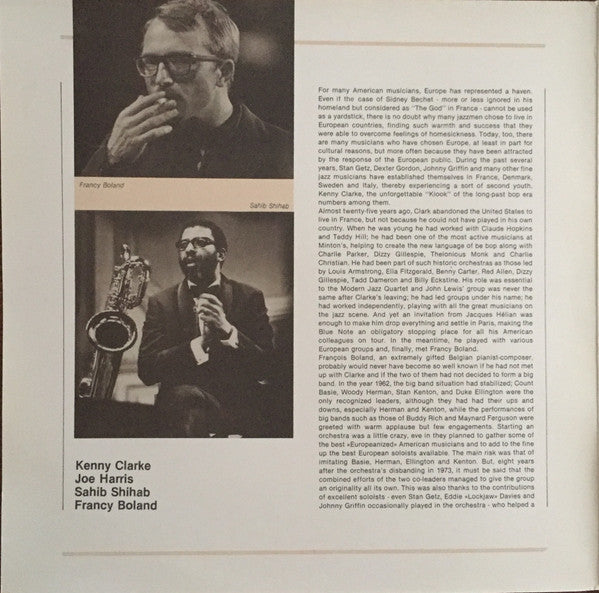 Francy Boland
Sahib Shihab
Kenny Clarke
Joe Harris
Sahib Shihab
Francy Boland
For many American musicians, Europe has represented a haven.
Even if the case of Sidney Bechet - more or less ignored in his
homeland but considered as "The God" in France - cannot be used
as a yardstick, there is no doubt why many jazzmen chose to live in
European countries, finding such warmth and success that they
were able to overcome feelings of homesickness. Today, too, there
are many musicians who have chosen Europe, at least in part for
cultural reasons, but more often because they have been attracted
by the response of the European public. During the past several
years, Stan Getz, Dexter Gordon, Johnny Griffin and many other fine
jazz musicians have established themselves in France, Denmark,
Sweden and Italy, thereby experiencing a sort of second youth.
Kenny Clarke, the unforgettable "Klook" of the long-past bop era
numbers among them.
Almost twenty-five years ago, Clark abandoned the United States to
live in France, but not because he could not have played in his own
country. When he was young he had worked with Claude Hopkins
and Taddy Hill; he had been one of the most active musicians at
Minton's, helping to create the new language of be bop along with
Charlie Parker, Dizzy Gillespie, Thelonious Monk and Charlie
Christian. He had been part of such historic orchestras as those led
by Louis Armstrong, Ella Fitzgerald, Benny Carter, Red Allen, Dizzy
Gillespie, Tadd Dameron and Billy Eckstine. His role was essential
to the Modern Jazz Quartet and John Lewis' group was never the
same after Clarke's leaving; he had led groups under his name; he
had worked independently, playing with all the great musicians on
the jazz scene. And yet an invitation from Jacques Hélian was
enough to make him drop everything and settle in Paris, making the
Blue Note an obligatory stopping place for all his American
colleagues on tour. In the meantime, he played with various
European groups and, finally, met Francy Boland.
François Boland, an extremely gifted Belgian pianist-composer,
probably would never have become so well known if he had not met
up with Clarke and if the two of them had not decided to form a big
band. In the year 1962, the big band situation had stabilized; Count
Basie, Woody Herman, Stan Kenton, and Duke Ellington were the
only recognized leaders, although they had had their ups and
downs, especially Herman and Kenton, while the performances of
big bands such as those of Buddy Rich and Maynard Ferguson were
greeted with warm applause but few engagements. Starting an
orchestra was a little crazy, eve in they planned to gather some of
the best «Europeanized» American musicians and to add to the fine
up the best European soloists available. The main risk was that of
imitating Basie, Herman, Ellington and Kenton. But, eight years
after the orchestra's disbanding in 1973, it must be said that the
combined efforts of the two co-leaders managed to give the group
an originality all its own. This was also thanks to the contributions
of excellent soloists - even Stan Getz, Eddie «Lockjaw» Davies and
Johnny Griffin occasionally played in the orchestra - who helped a